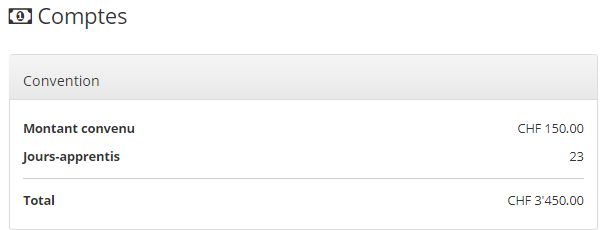 Comptes
Convention
Montant convenu CHF 150.00
Jours-apprentis 23
Total CHF 3'450.00